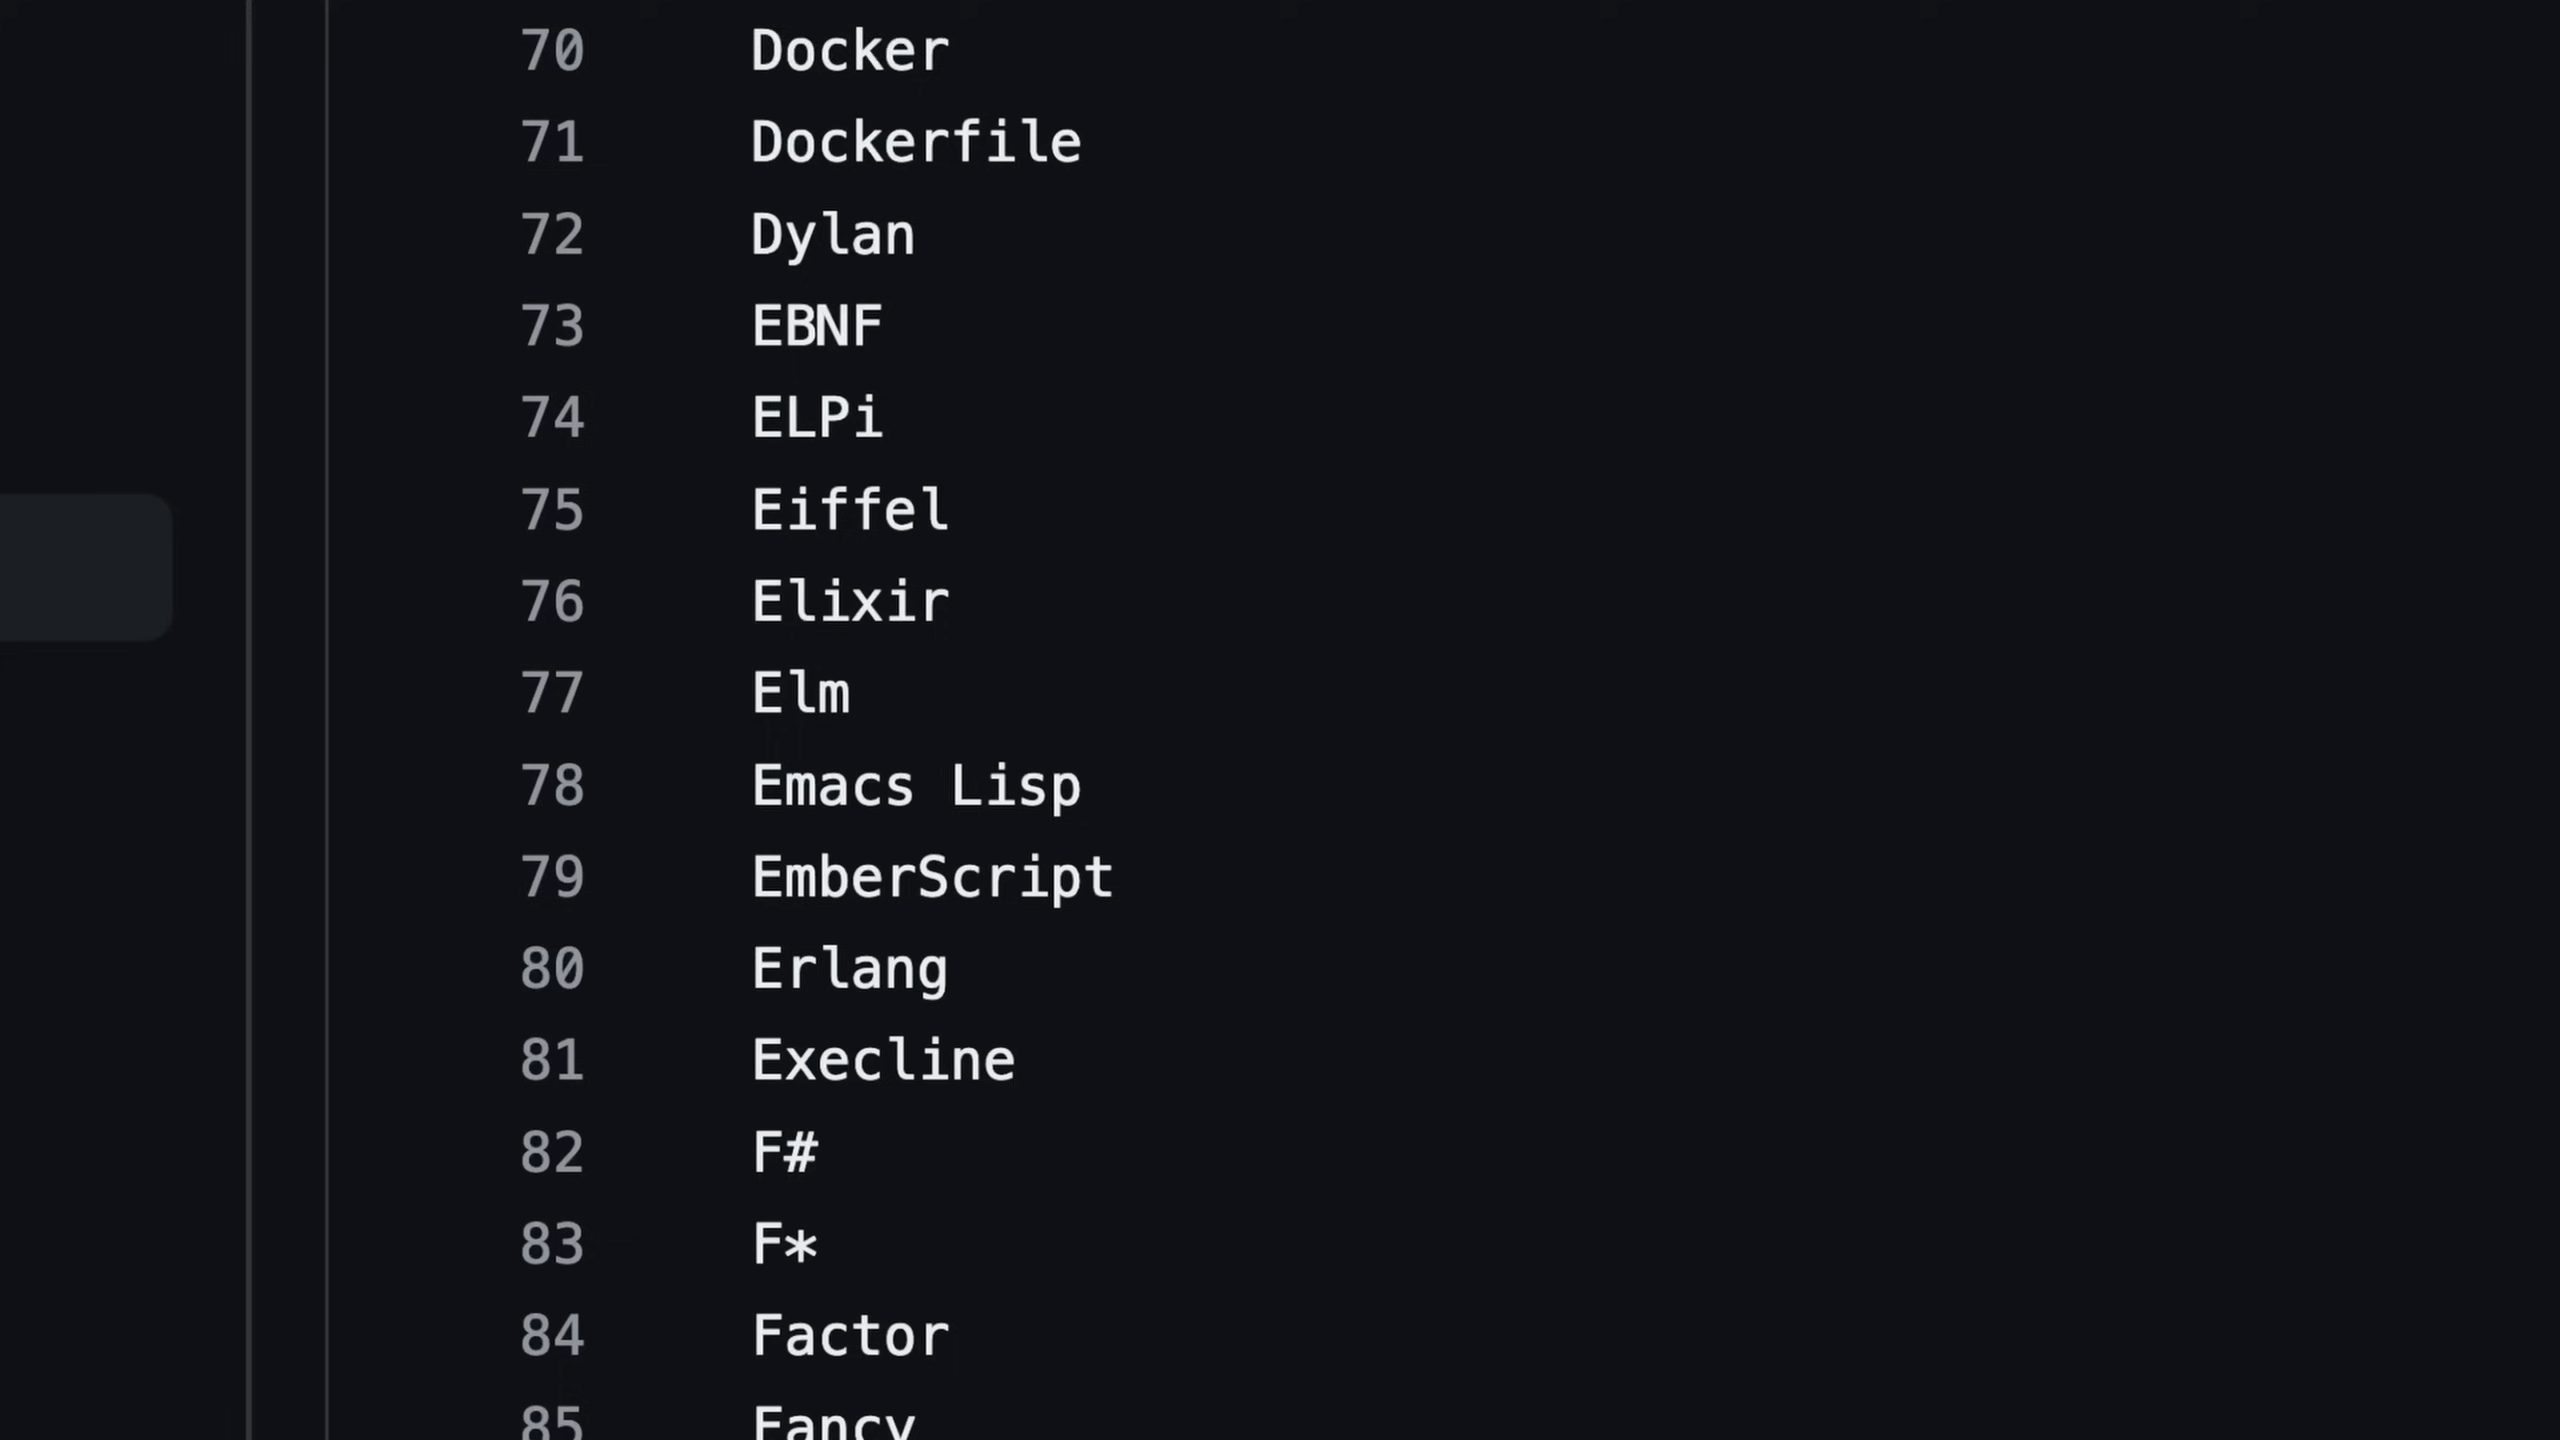 70 Docker
71 Dockerfile
72 Dylan
73 EBNF
74 ELPi
75 Eiffel
76 Elixir
77 Elm
78 Emacs Lisp
79 EmberScript
80 Erlang
81 Execline
82 F#
83 F*
84 Factor
85 Fancy